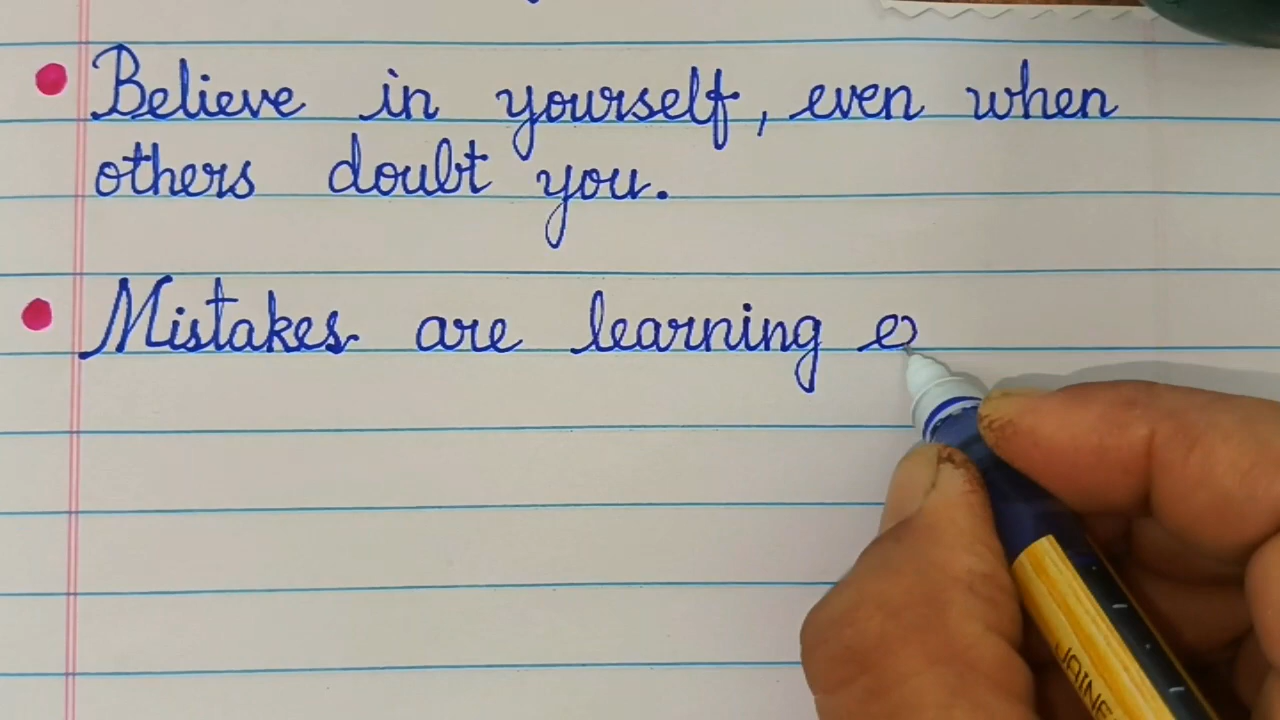 Believe in yourself, even when
others doubt you.
Mistakes are learning e